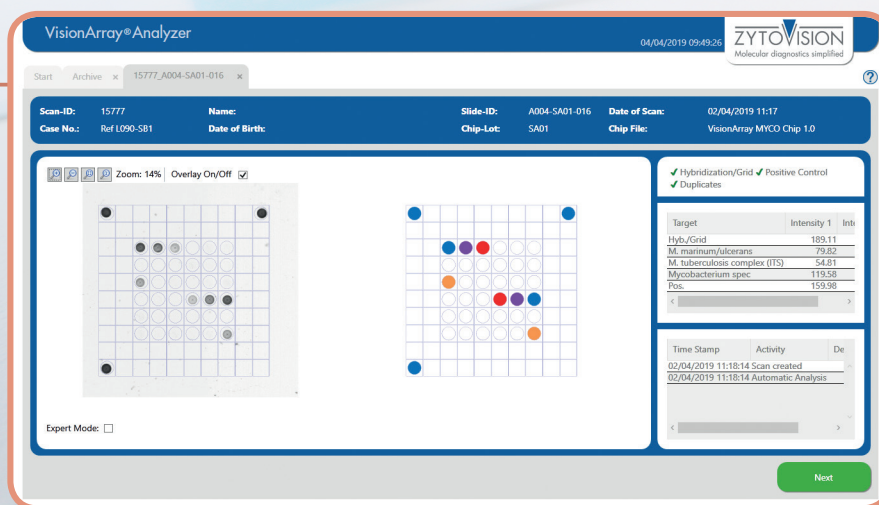 VisionArray®Analyzer
04/04/2019 09:49:26
ZYTOVISION
Molecular diagnostics simplified
Start Archive × 15777_A004-SA01-016 ×
?
Scan-ID: 15777 Name: Slide-ID: A004-SA01-016 Date of Scan: 02/04/2019 11:17
Case No.: Ref L090-S81 Date of Birth: Chip-Lot: SA01 Chip File: VisionArray MYCO Chip 1.0
Zoom: 14% Overlay On/Off
✓ Hybridization/Grid ✓ Positive Control
✓ Duplicates
Target Intensity 1 Inte
Hyb./Grid 189.11
M. marinum/ulcerans 79.82
M. tuberculosis complex (ITS) 54.81
Mycobacterium spec 119.58
Pos. 159.98
Time Stamp Activity De
02/04/2019 11:18:14 Scan created
02/04/2019 11:18:14 Automatic Analysis
Expert Mode:
Next